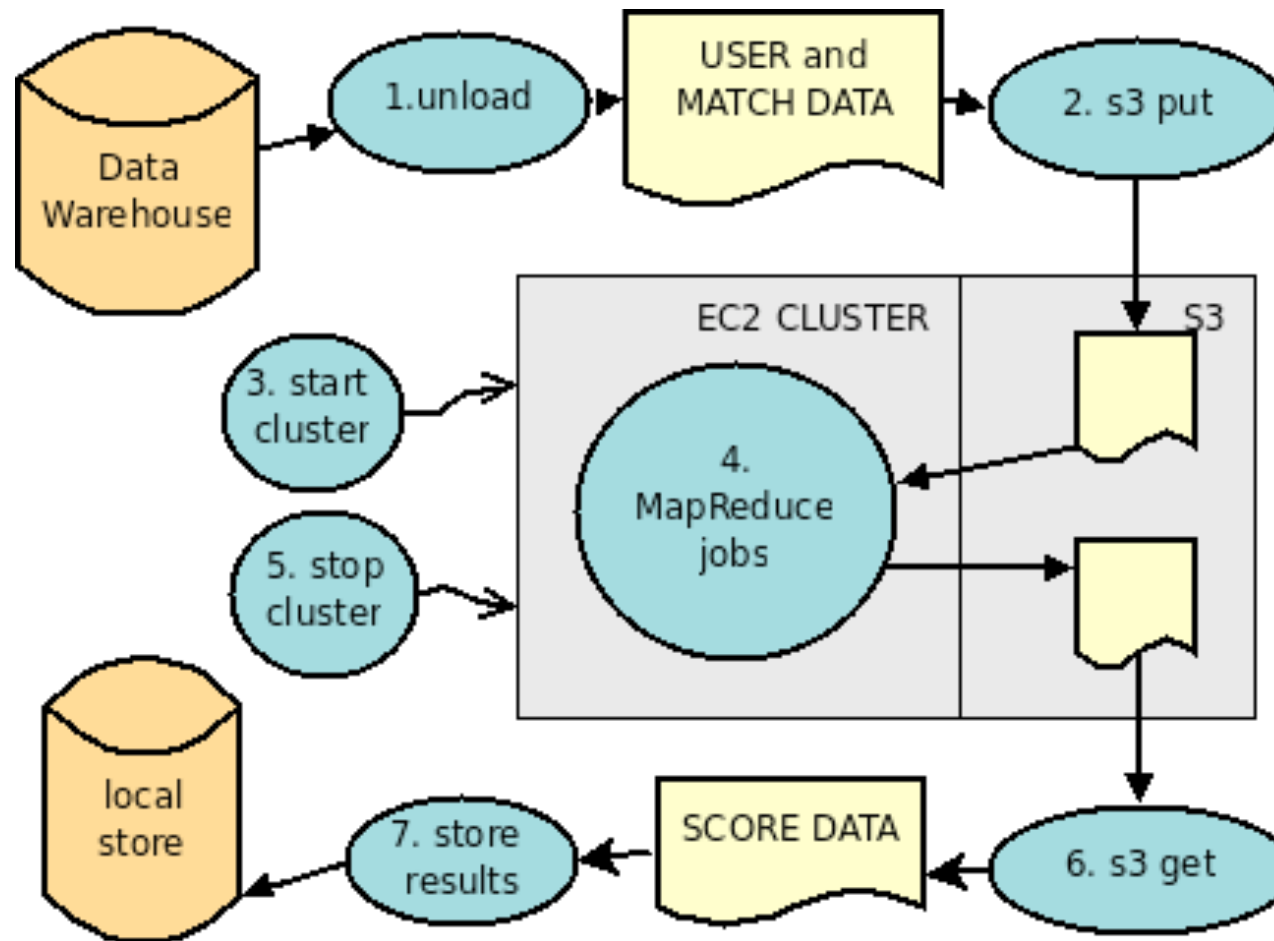 Data
Warehouse
1.unload
USER and
MATCH DATA
2. s3 put
EC2 CLUSTER
S3
3. start
cluster
4.
MapReduce
jobs
5. stop
cluster
local
store
7. store
results
SCORE DATA
6. s3 get